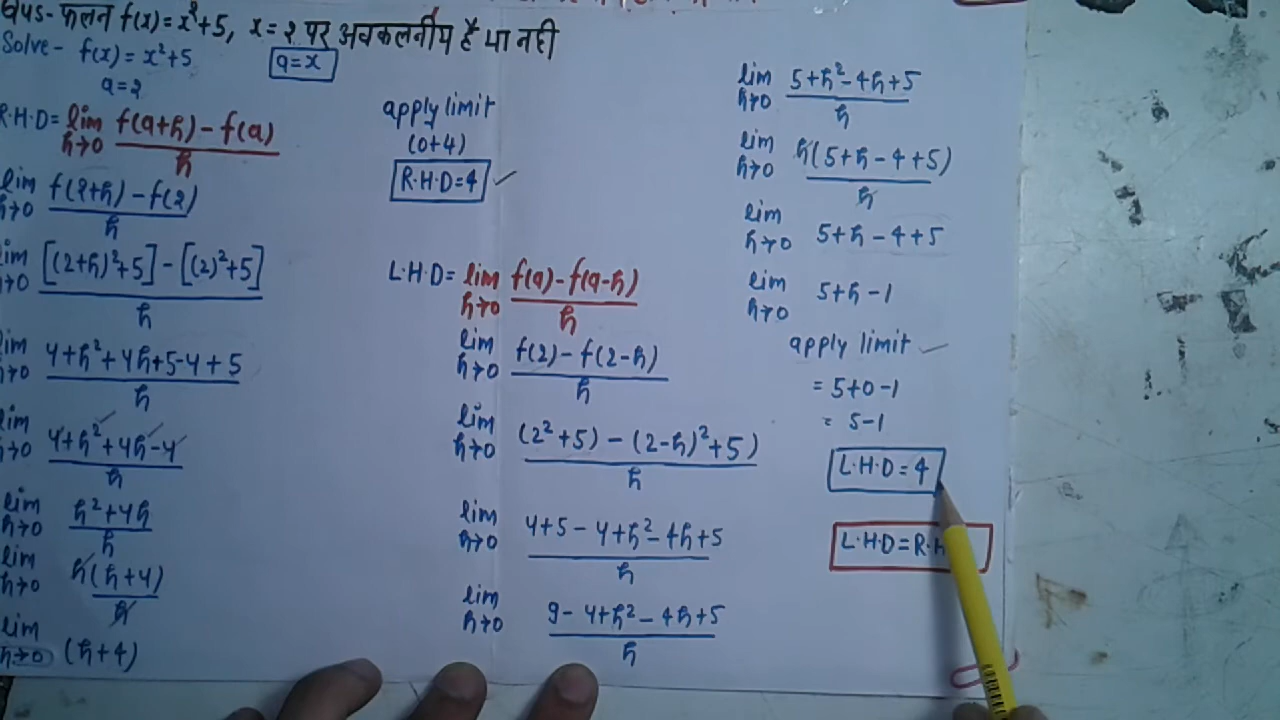 Ques- फलन f(x) = x²+5, x = 2 पर अवकलनीय है या नही
Solve- f(x) = x²+5
a = x
a = 2
R.H.D = lim h→0 f(a+h) - f(a) / h
lim h→0 f(2+h) - f(2) / h
lim h→0 [(2+h)²+5] - [(2)²+5] / h
lim h→0 4+h²+4h+5-4+5 / h
lim h→0 4+h²+4h-4 / h
lim h→0 h²+4h / h
lim h→0 h(h+4) / h
lim h→0 (h+4)
apply limit
(0+4)
R.H.D = 4 ✓
L.H.D = lim h→0 f(a) - f(a-h) / h
lim h→0 f(2) - f(2-h) / h
lim h→0 (2²+5) - (2-h)²+5) / h
lim h→0 4+5 - 4+h²-4h+5 / h
lim h→0 9 - 4+h² - 4h+5 / h
lim h→0 5+h²-4h+5 / h
lim h→0 h(5+h-4+5) / h
lim h→0 5+h-4+5
lim h→0 5+h-1
apply limit ✓
= 5+0-1
= 5-1
L.H.D = 4
L.H.D = R.H